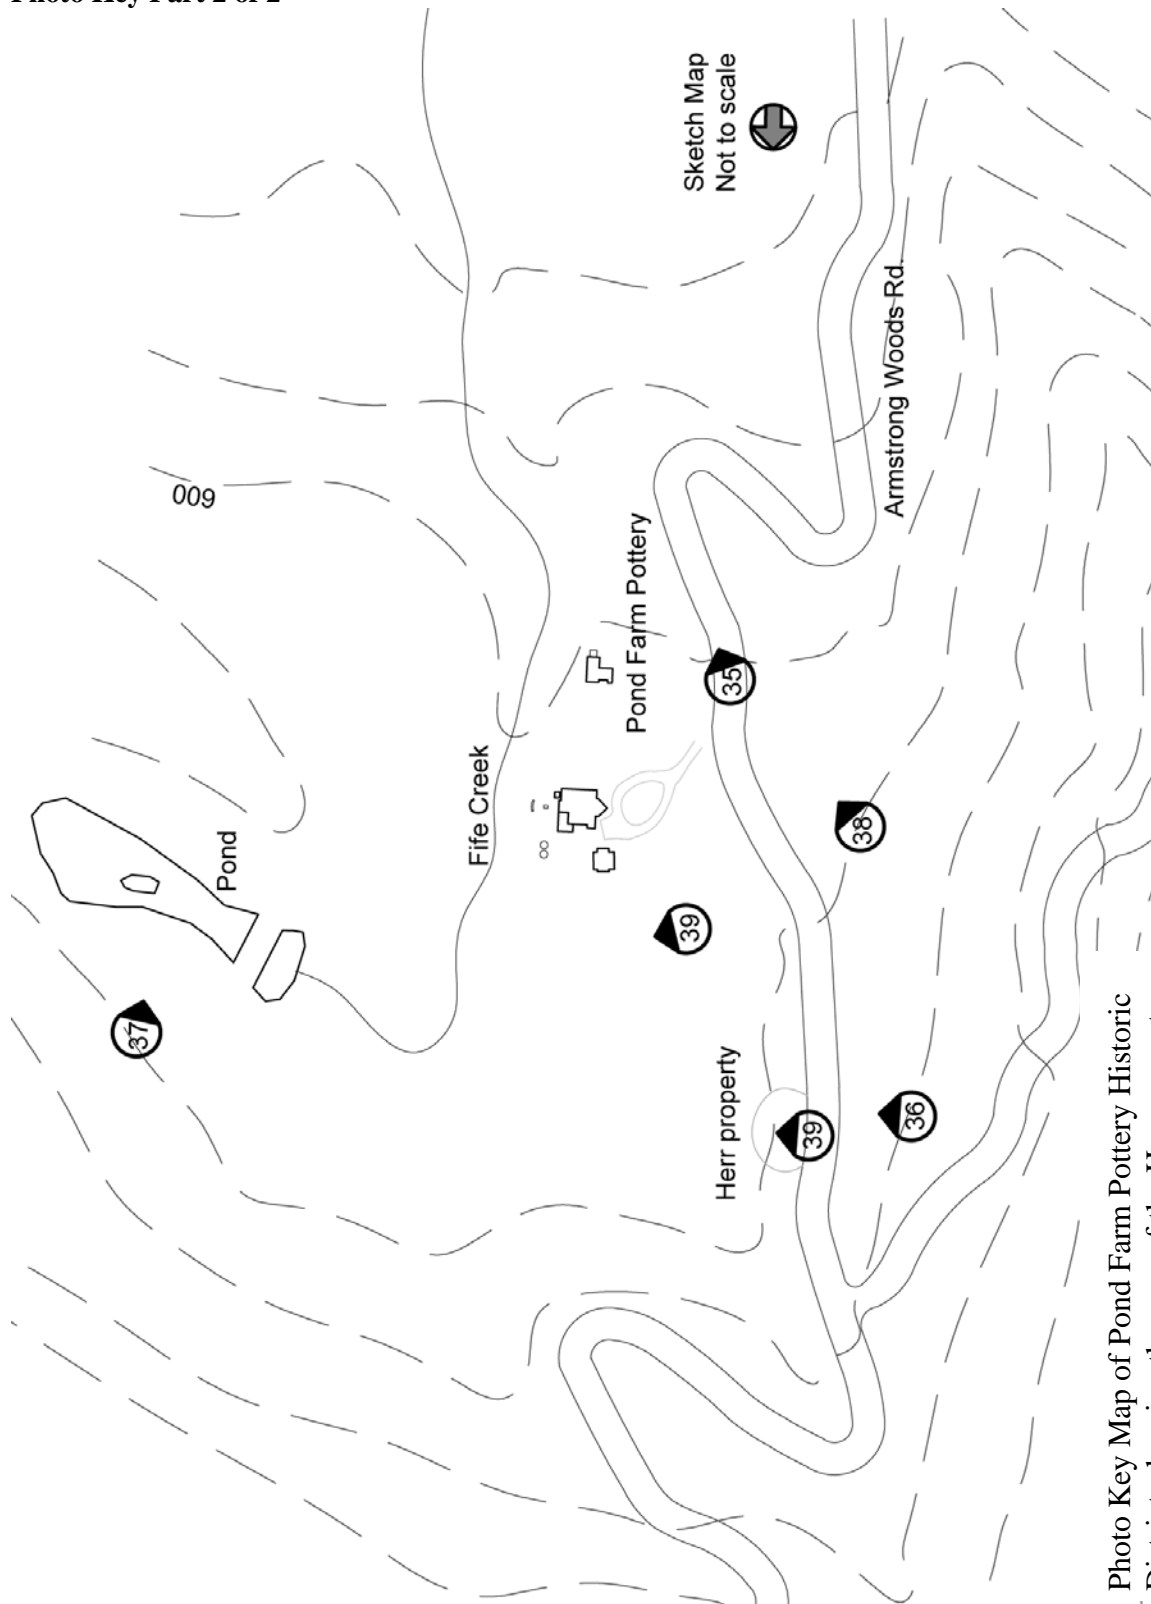 Photo Key Part 2 of 2
Sketch Map
Not to scale
Armstrong Woods Rd.
600
Pond Farm Pottery
35
Fife Creek
Pond
38
39
37
Herr property
39
36
Photo Key Map of Pond Farm Pottery Historic